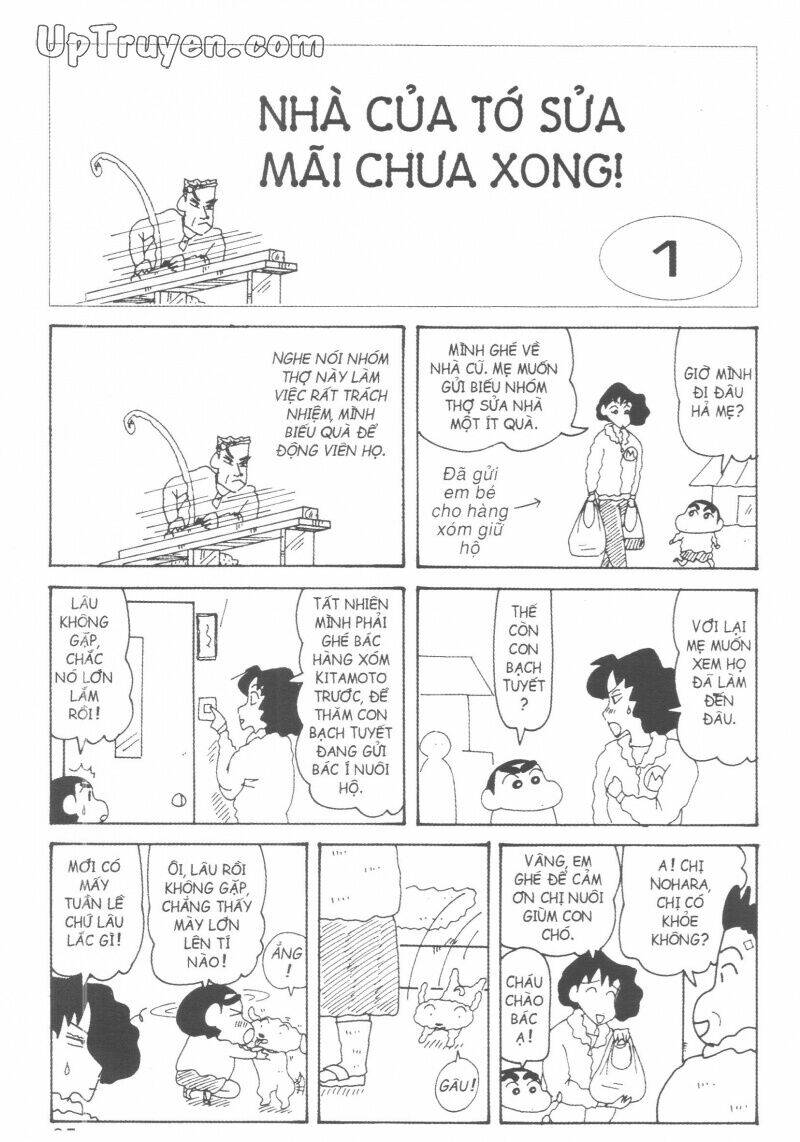 UpTruyen.com
NHÀ CỦA TỚ SỬA
MÃI CHƯA XONG!
1
GIỜ MÌNH
ĐI ĐÂU
HẢ MẸ?
MÌNH GHÉ VỀ
NHÀ CŨ. MẸ MUỐN
GỬI BIẾU NHÓM
THỢ SỬA NHÀ
MỘT ÍT QUÀ.
Đã gửi
em bé
cho hàng
xóm giữ
hộ
M
NGHE NÓI NHÓM
THỢ NÀY LÀM
VIỆC RẤT TRÁCH
NHIỆM, MÌNH
BIẾU QUÀ ĐỂ
ĐỘNG VIÊN HỌ.
VỚI LẠI
MẸ MUỐN
XEM HỌ
ĐÃ LÀM
ĐẾN
ĐÂU.
THẾ
CÒN
CON
BẠCH
TUYẾT
?
M
TẤT NHIÊN
MÌNH PHẢI
GHÉ BÁC
HÀNG XÓM
KITAMOTO
TRƯỚC, ĐỂ
THĂM CON
BẠCH TUYẾT
ĐANG GỬI
BÁC Í NUÔI
HỘ.
LÂU
KHÔNG
GẶP,
CHẮC
NÓ LỚN
LẮM
RỒI!
A! CHỊ
NOHARA,
CHỊ CÓ
KHỎE
KHÔNG?
VÂNG, EM
GHÉ ĐỂ CẢM
ƠN CHỊ NUÔI
GIÙM CON
CHÓ.
CHÁU
CHÀO
BÁC
Ạ!
GÂU!
ẲNG
!
ÔI, LÂU RỒI
KHÔNG GẶP,
CHẲNG THẤY
MÀY LỚN
LÊN TÍ
NÀO!
MỚI CÓ
MẤY
TUẦN LỄ
CHỨ LÂU
LẮC GÌ!